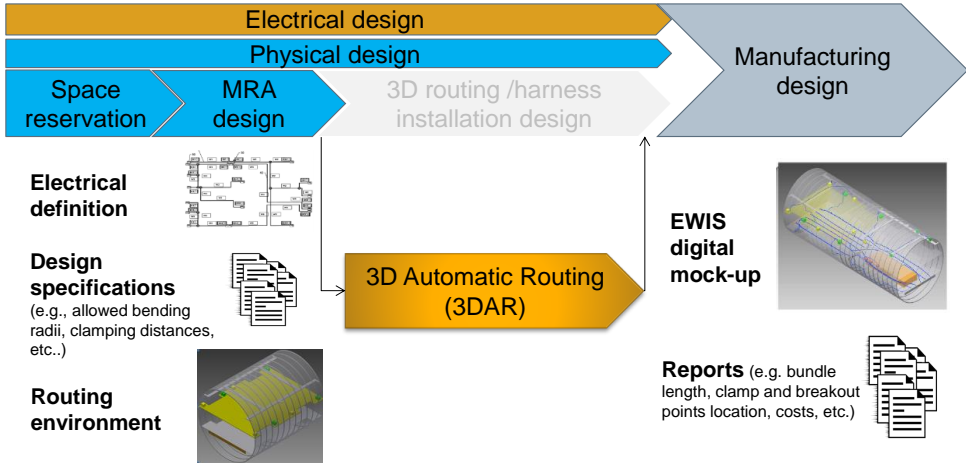 Electrical design
Physical design
Manufacturing
design
Space
reservation
MRA
design
3D routing /harness
installation design
Electrical
definition
Design
specifications
(e.g., allowed bending
radii, clamping distances,
etc..)
Routing
environment
3D Automatic Routing
(3DAR)
EWIS
digital
mock-up
Reports (e.g. bundle
length, clamp and breakout
points location, costs, etc.)